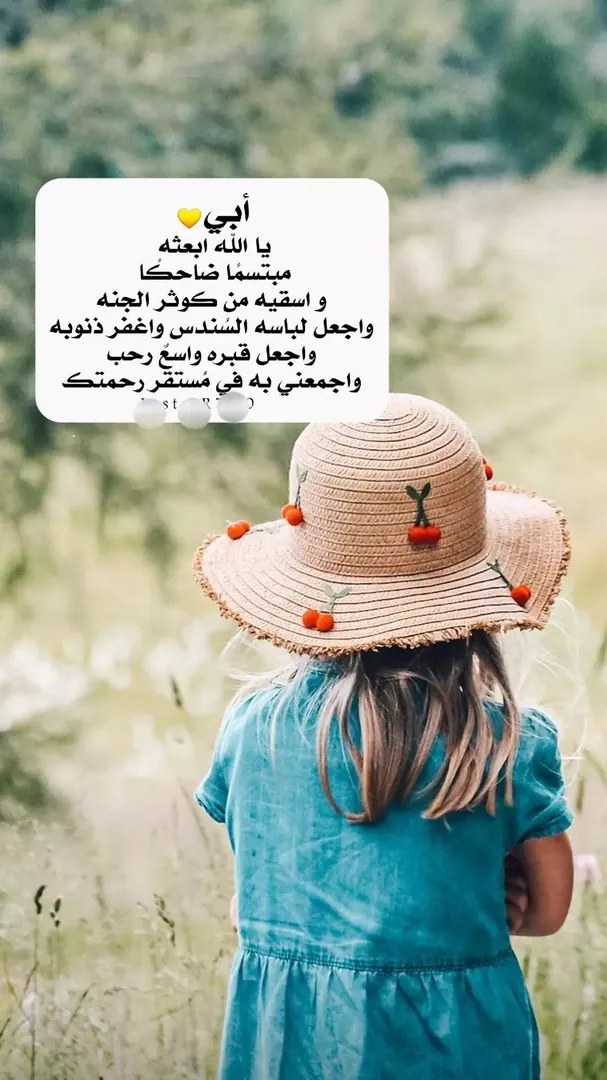 أبي💛
يا الله ابعثه
مبتسمًا ضاحكًا
و اسقيه من كوثر الجنه
واجعل لباسه السُندس واغفر ذنوبه
واجعل قبره واسعٌ رحب
واجمعني به في مُستقر رحمتك